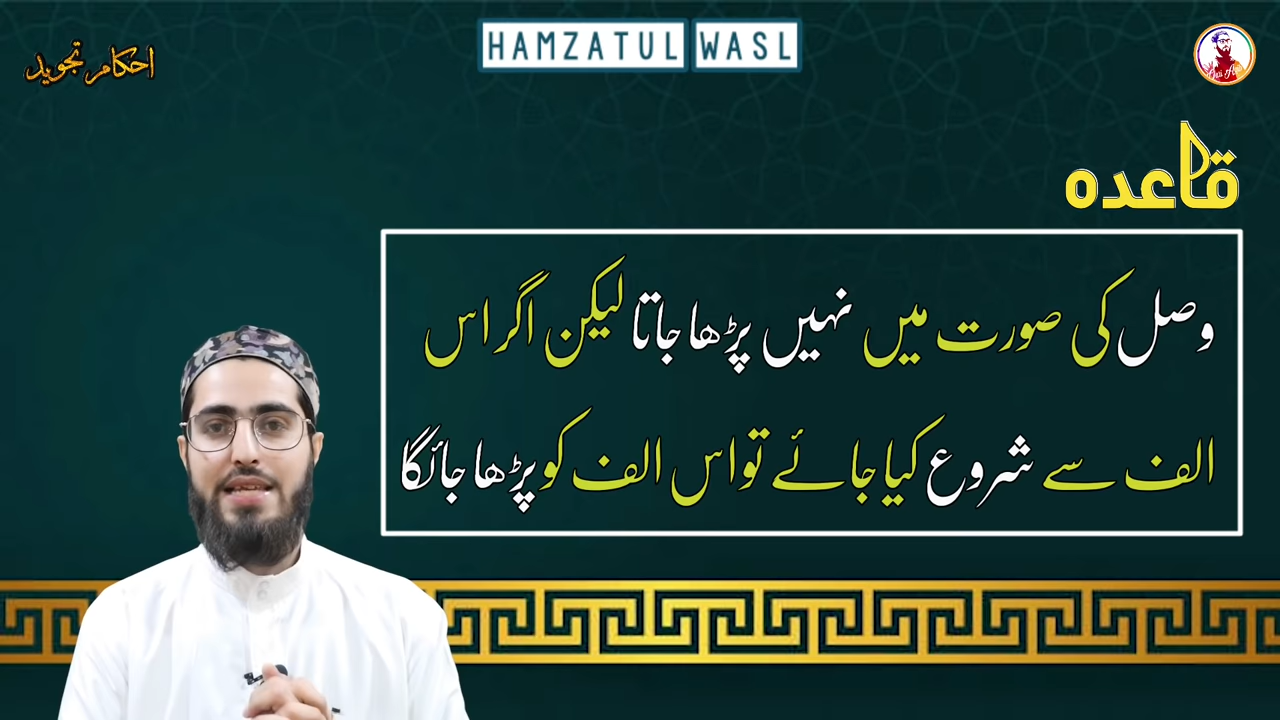 HAMZATUL WASL
احکام تجوید
قاعدہ
وصل کی صورت میں نہیں پڑھا جاتا لیکن اگر اس
الف سے شروع کیا جائے تو اس الف کو پڑھا جائگا